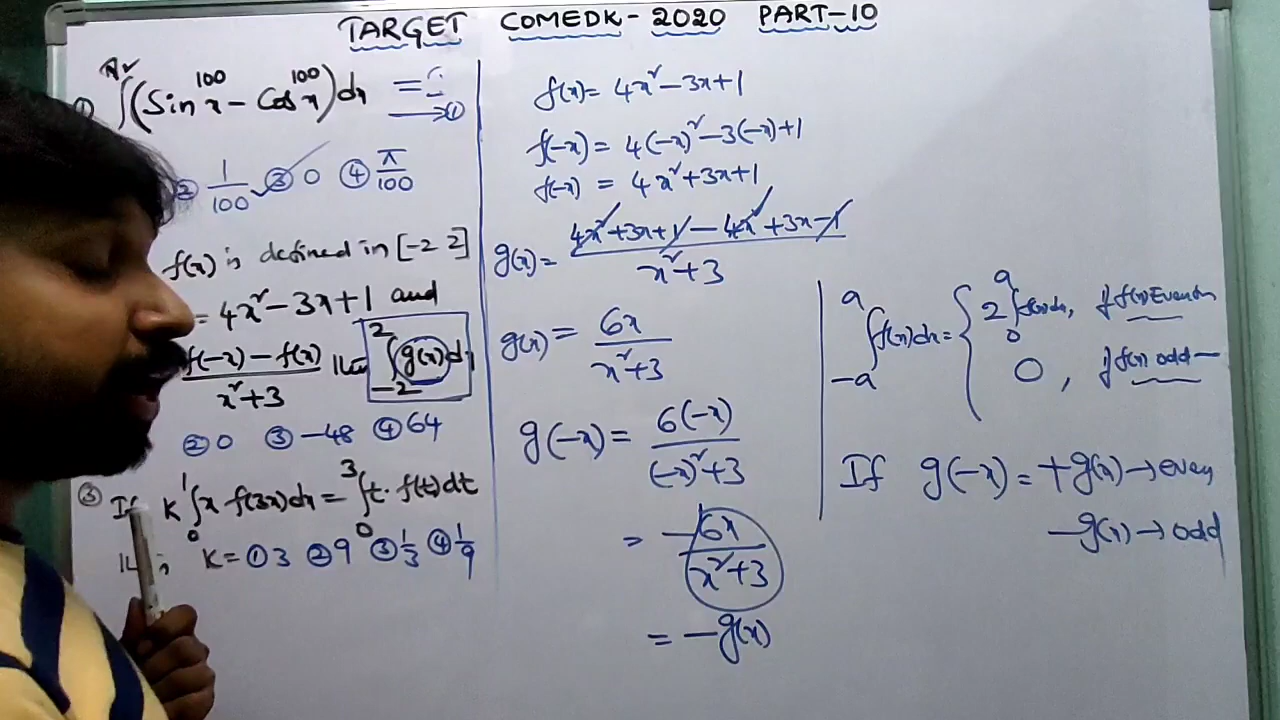 TARGET COMEDK-2020 PART-10
① ∫(Sin¹⁰⁰x - Cos¹⁰⁰x)dx =
→①
② 1/100 ③ 0 ④ π/100
f(x) is defined in [-2 2]
= 4x² - 3x + 1 and
f(-x) - f(x) / x² + 3 ∫₋₂² g(x)d
② 0 ③ -48 ④ 64
③ If K ∫₀¹ x f(3x)dx = ∫₀³ t. f(t)dt
K = ① 3 ② 9 ③ 1/3 ④ 1/9
f(x) = 4x² - 3x + 1
f(-x) = 4(-x)² - 3(-x) + 1
f(-x) = 4x² + 3x + 1
g(x) = 4x² + 3x + 1 - 4x² + 3x - 1 / x² + 3
g(x) = 6x / x² + 3
g(-x) = 6(-x) / (-x)² + 3
= -6x / x² + 3
= -g(x)
∫₋ₐᵃ f(x)dx = { 2 ∫₀ᵃ f(x)dx, if f(x) Even
0, if f(x) odd
If g(-x) = +g(x) → even
-g(x) → odd